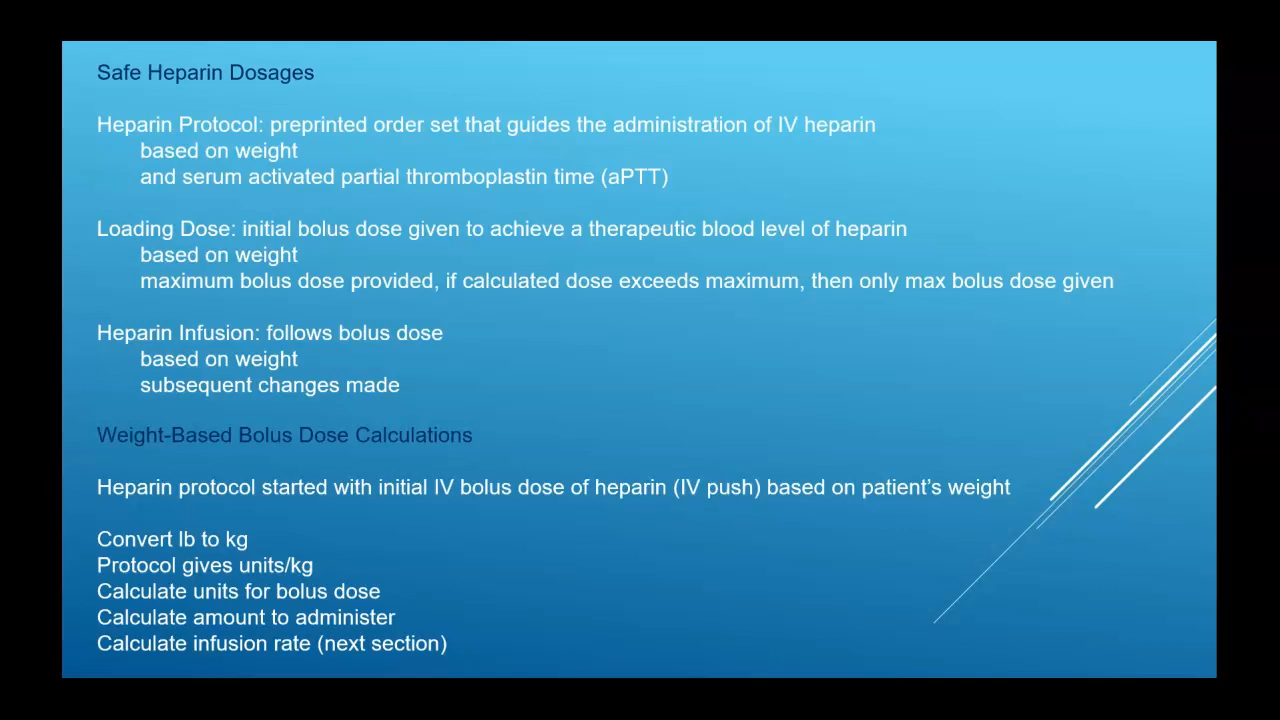 Safe Heparin Dosages
Heparin Protocol: preprinted order set that guides the administration of IV heparin
based on weight
and serum activated partial thromboplastin time (aPTT)
Loading Dose: initial bolus dose given to achieve a therapeutic blood level of heparin
based on weight
maximum bolus dose provided, if calculated dose exceeds maximum, then only max bolus dose given
Heparin Infusion: follows bolus dose
based on weight
subsequent changes made
Weight-Based Bolus Dose Calculations
Heparin protocol started with initial IV bolus dose of heparin (IV push) based on patient’s weight
Convert lb to kg
Protocol gives units/kg
Calculate units for bolus dose
Calculate amount to administer
Calculate infusion rate (next section)